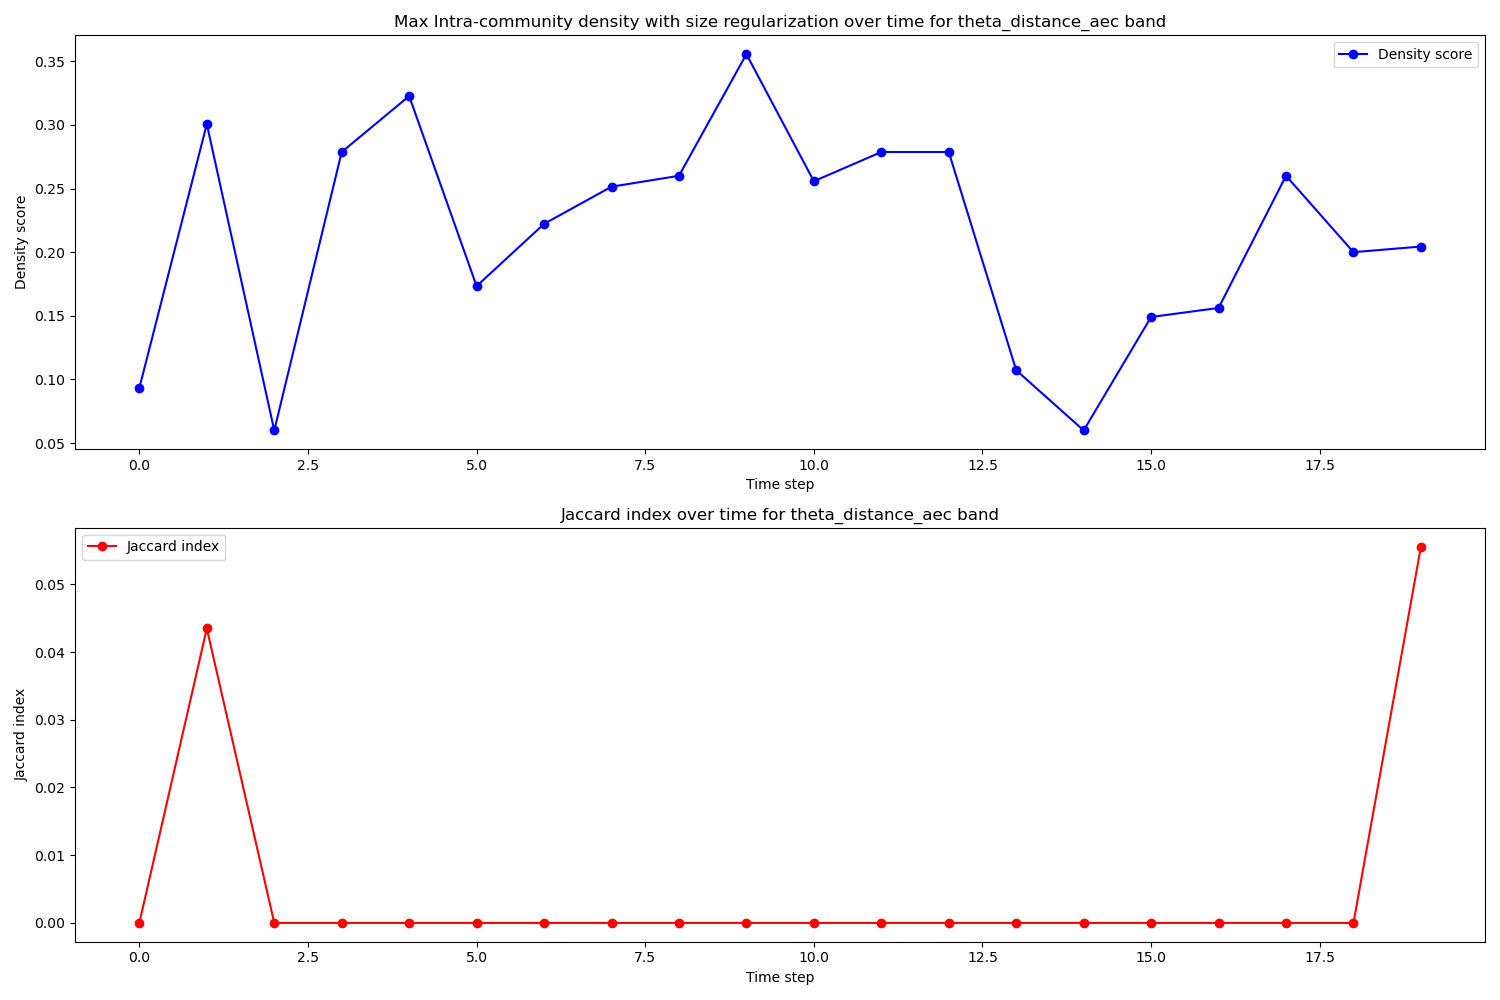 Max Intra-community density with size regularization over time for theta_distance_aec band
Density score
0.35
0.30
0.25
0.20
0.15
0.10
0.05
Density score
0.0 2.5 5.0 7.5 10.0 12.5 15.0 17.5
Time step
Jaccard index over time for theta_distance_aec band
Jaccard index
0.05
0.04
0.03
0.02
0.01
0.00
Jaccard index
0.0 2.5 5.0 7.5 10.0 12.5 15.0 17.5
Time step